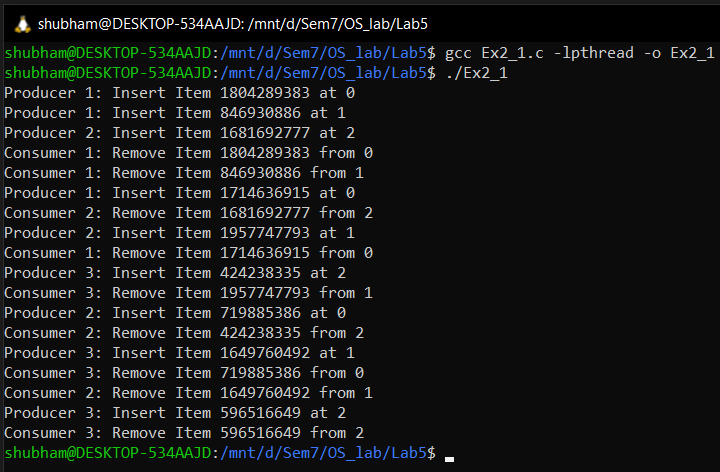 shubham@DESKTOP-534AAJD: /mnt/d/Sem7/OS_lab/Lab5
shubham@DESKTOP-534AAJD:/mnt/d/Sem7/OS_lab/Lab5$ gcc Ex2_1.c -lpthread -o Ex2_1
shubham@DESKTOP-534AAJD:/mnt/d/Sem7/OS_lab/Lab5$ ./Ex2_1
Producer 1: Insert Item 1804289383 at 0
Producer 1: Insert Item 846930886 at 1
Producer 2: Insert Item 1681692777 at 2
Consumer 1: Remove Item 1804289383 from 0
Consumer 1: Remove Item 846930886 from 1
Producer 1: Insert Item 1714636915 at 0
Consumer 2: Remove Item 1681692777 from 2
Producer 2: Insert Item 1957747793 at 1
Consumer 1: Remove Item 1714636915 from 0
Producer 3: Insert Item 424238335 at 2
Consumer 3: Remove Item 1957747793 from 1
Producer 2: Insert Item 719885386 at 0
Consumer 2: Remove Item 424238335 from 2
Producer 3: Insert Item 1649760492 at 1
Consumer 3: Remove Item 719885386 from 0
Consumer 2: Remove Item 1649760492 from 1
Producer 3: Insert Item 596516649 at 2
Consumer 3: Remove Item 596516649 from 2
shubham@DESKTOP-534AAJD:/mnt/d/Sem7/OS_lab/Lab5$